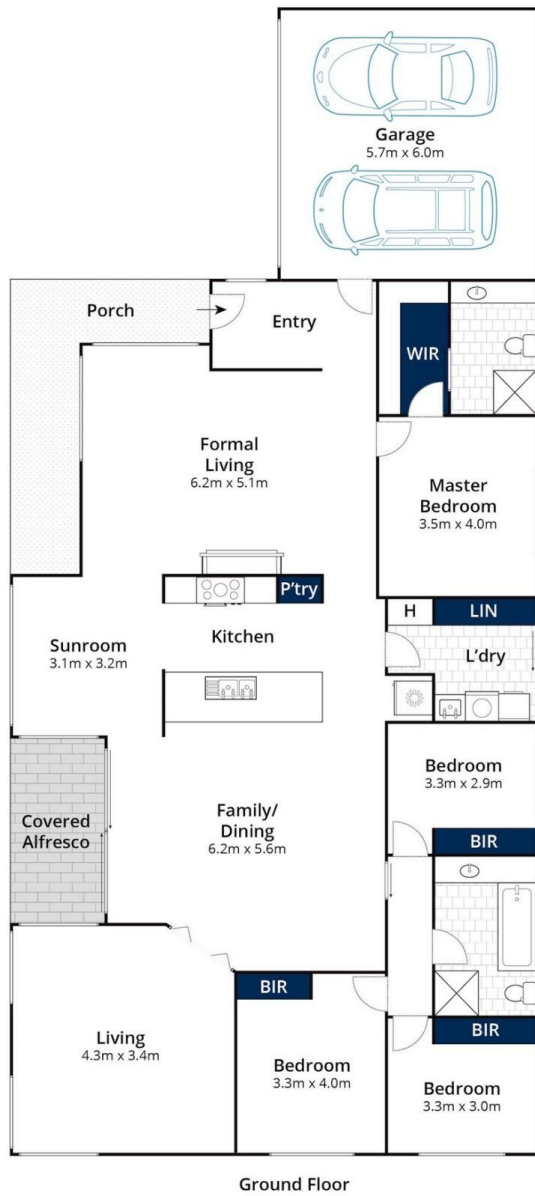 Garage
5.7m x 6.0m
Porch
Entry
WIR
Formal
Living
6.2m x 5.1m
Master
Bedroom
3.5m x 4.0m
P'try
Kitchen
Sunroom
3.1m x 3.2m
H
LIN
L'dry
Covered
Alfresco
Family/
Dining
6.2m x 5.6m
Bedroom
3.3m x 2.9m
BIR
Living
4.3m x 3.4m
BIR
Bedroom
3.3m x 4.0m
BIR
Bedroom
3.3m x 3.0m
Ground Floor